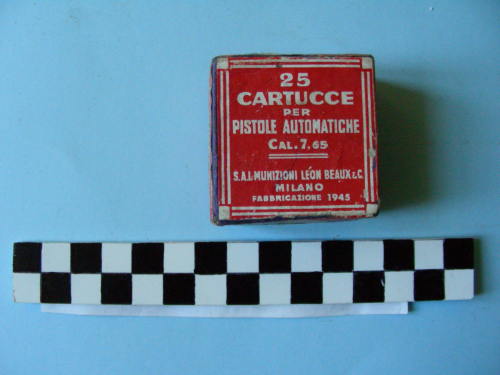 25
CARTUCCE
PER
PISTOLE AUTOMATICHE
CAL. 7,65
S.A.I. MUNIZIONI LÉON BEAUX & C.
MILANO
FABBRICAZIONE 1945